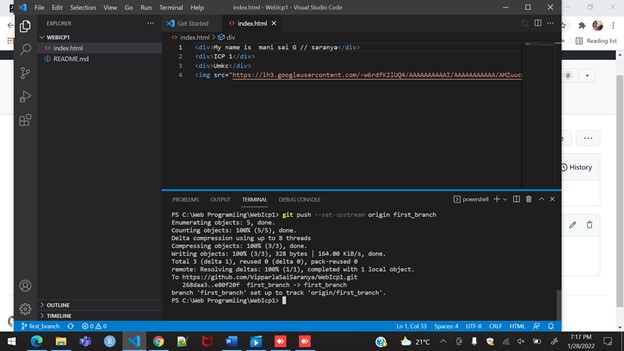 File Edit Selection View Go Run Terminal Help
index.html - WebIcp1 - Visual Studio Code
EXPLORER
Get Started
index.html
WEBICP1
index.html
README.md
index.html > div
1 <div>My name is  mani sai G // saranya</div>
2 <div>ICP 1</div>
3 <div>Umkc</div>
4 <img src="https://lh3.googleusercontent.com/-w6rdfK2lUQ4/AAAAAAAAAAI/AAAAAAAAAAA/AMZuuc
Reading list
History
PROBLEMS OUTPUT TERMINAL DEBUG CONSOLE
powershell
PS C:\Web Programiing\WebIcp1> git push --set-upstream origin first_branch
Enumerating objects: 5, done.
Counting objects: 100% (5/5), done.
Delta compression using up to 8 threads
Compressing objects: 100% (3/3), done.
Writing objects: 100% (3/3), 328 bytes | 164.00 KiB/s, done.
Total 3 (delta 1), reused 0 (delta 0), pack-reused 0
remote: Resolving deltas: 100% (1/1), completed with 1 local object.
To https://github.com/VipparlaSaiSaranya/WebIcp1.git
268daa3..e80f20f  first_branch -> first_branch
branch 'first_branch' set up to track 'origin/first_branch'.
PS C:\Web Programiing\WebIcp1>
OUTLINE
TIMELINE
first_branch
0 0
Ln 1, Col 33 Spaces: 4 UTF-8 CRLF HTML
21°C
7:17 PM
1/28/2022